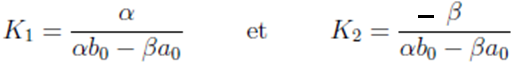 K₁ = α / (αb₀ − βa₀) et K₂ = − β / (αb₀ − βa₀)